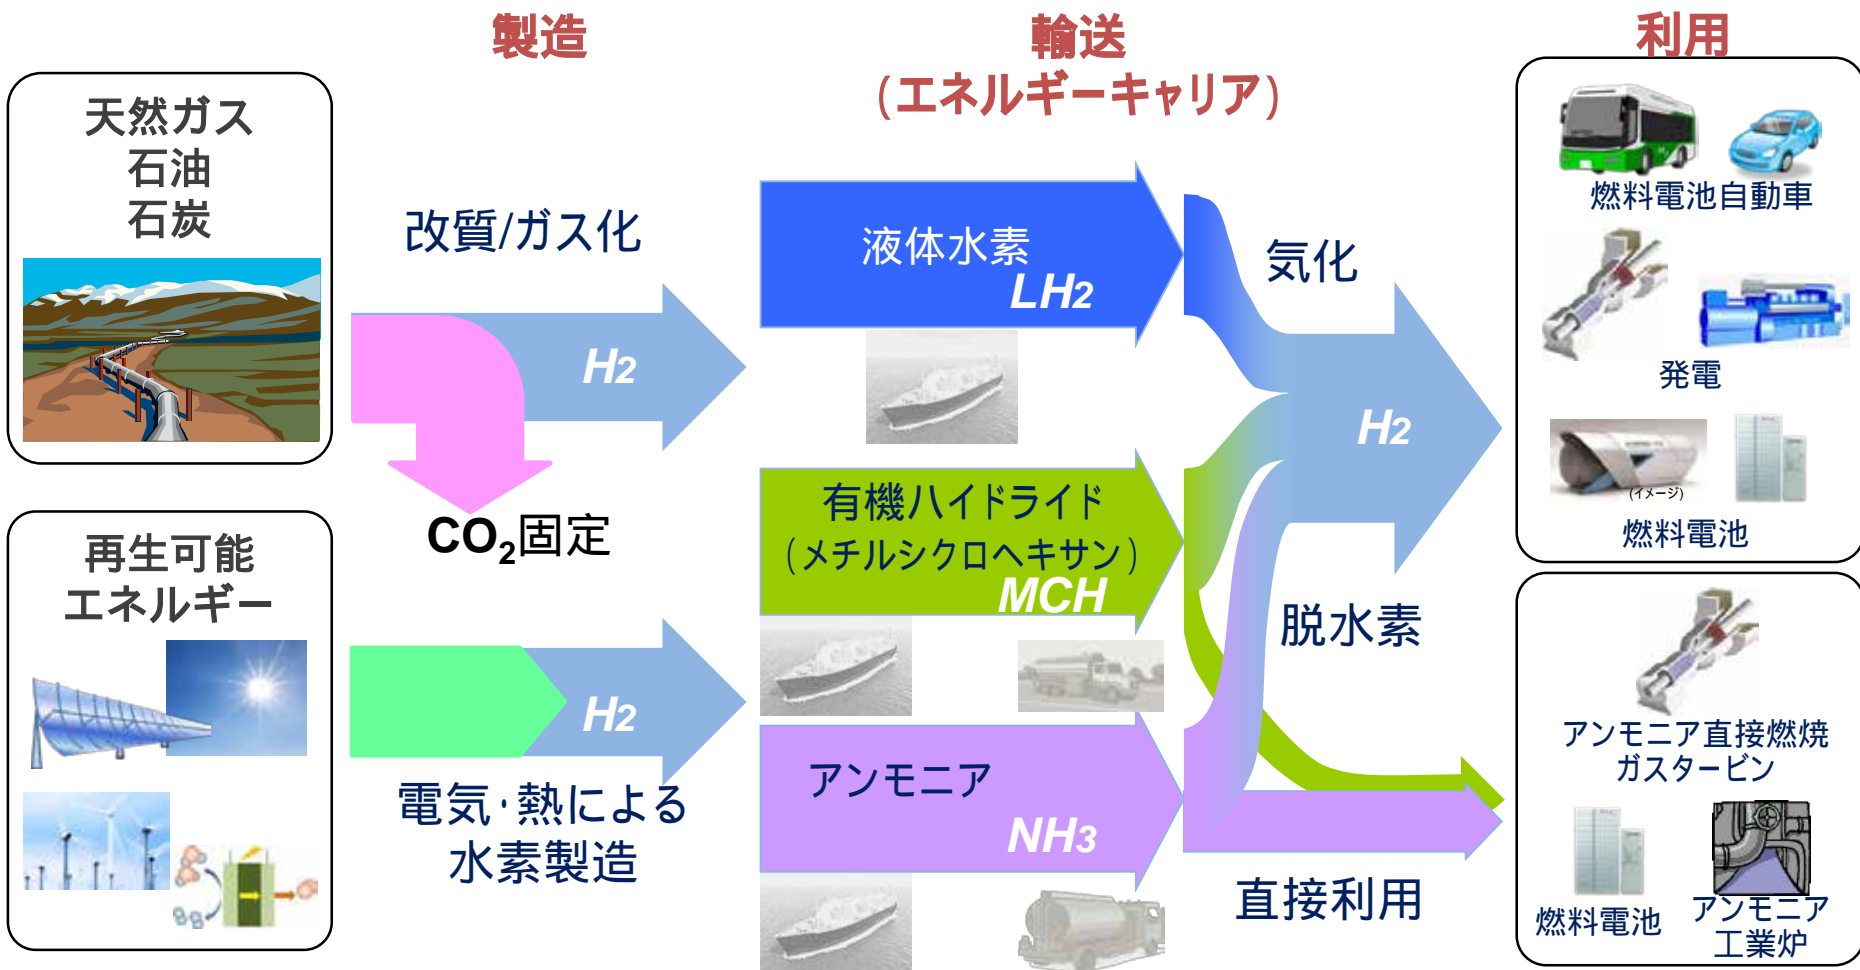 製造
輸送
(エネルギーキャリア)
利用
天然ガス
石油
石炭
改質/ガス化
H2
CO2固定
再生可能
エネルギー
H2
電気・熱による
水素製造
液体水素
LH2
有機ハイドライド
(メチルシクロヘキサン)
MCH
アンモニア
NH3
気化
H2
脱水素
直接利用
燃料電池自動車
発電
(イメージ)
燃料電池
アンモニア直接燃焼
ガスタービン
燃料電池
アンモニア
工業炉